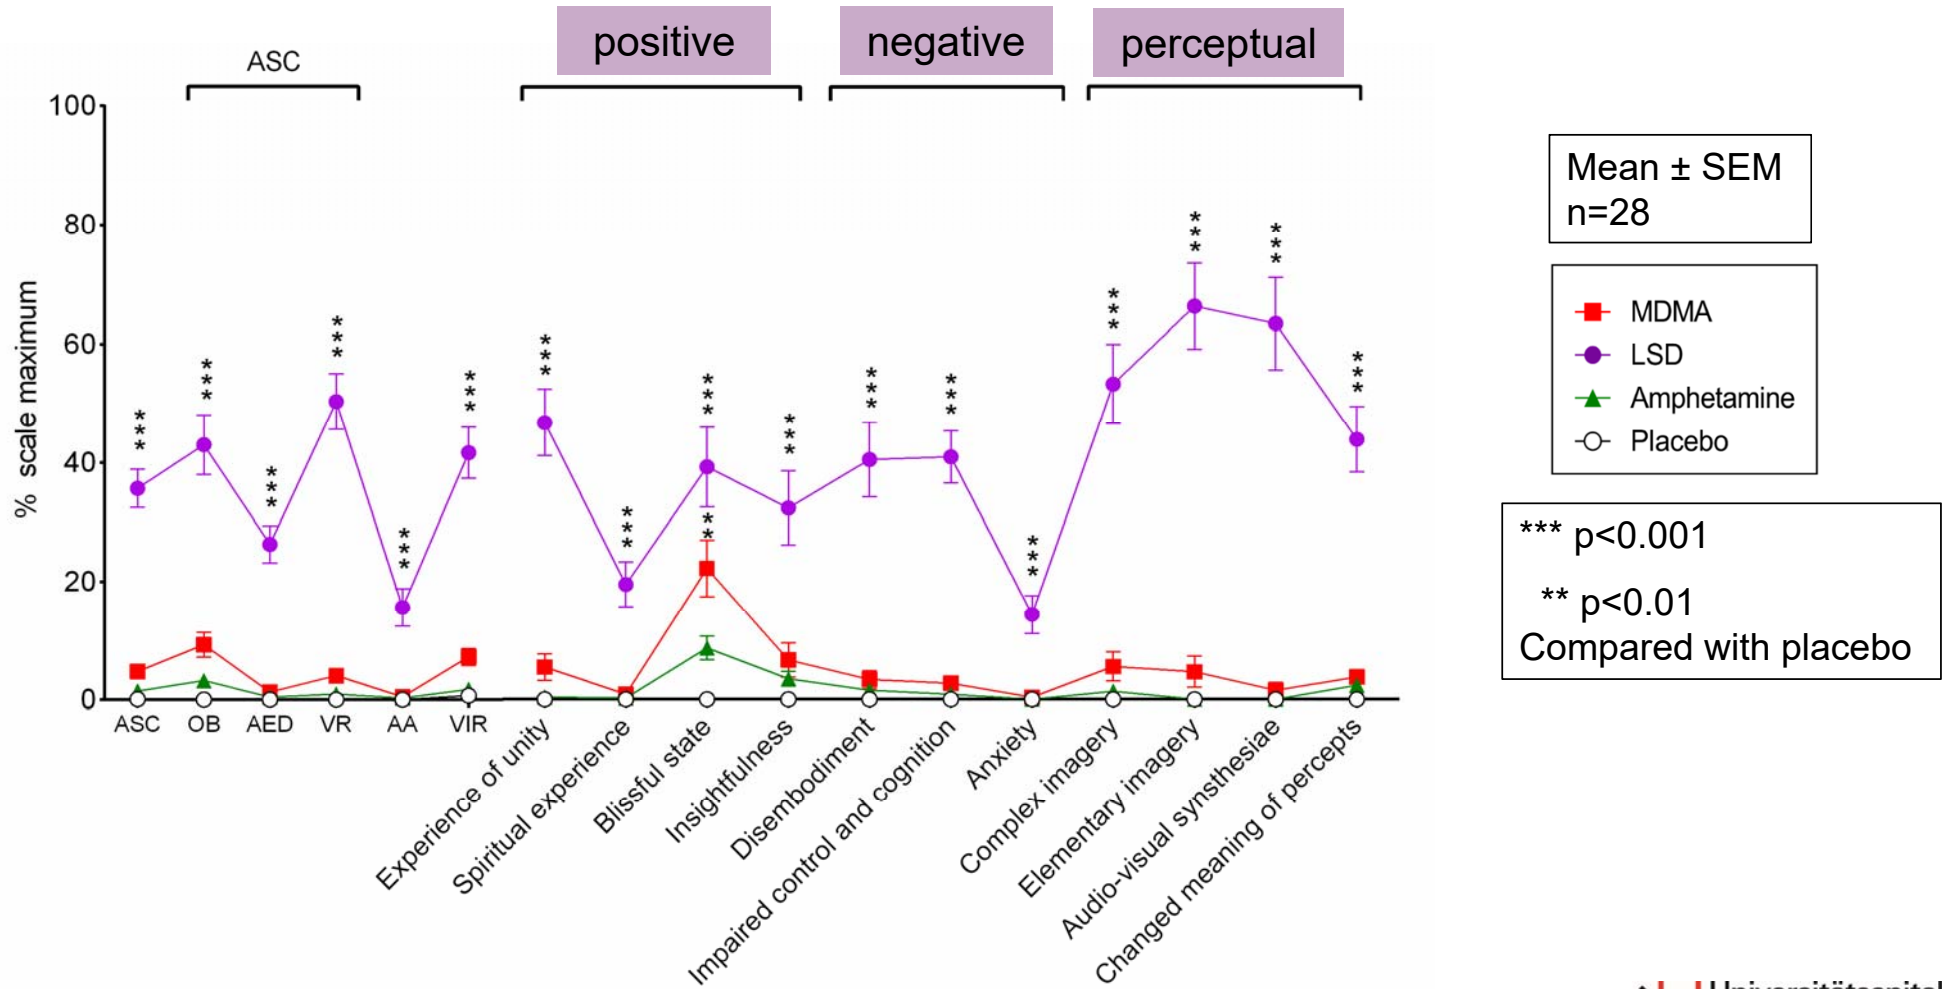 positive
negative
perceptual
ASC
100
80
60
40
20
0
% scale maximum
***
***
***
***
***
***
***
***
***
**
***
***
***
***
***
***
***
***
ASC
OB
AED
VR
AA
VIR
Experience of unity
Spiritual experience
Blissful state
Insightfulness
Disembodiment
Impaired control and cognition
Anxiety
Complex imagery
Elementary imagery
Audio-visual synsthesiae
Changed meaning of percepts
Mean ± SEM
n=28
MDMA
LSD
Amphetamine
Placebo
*** p<0.001
** p<0.01
Compared with placebo